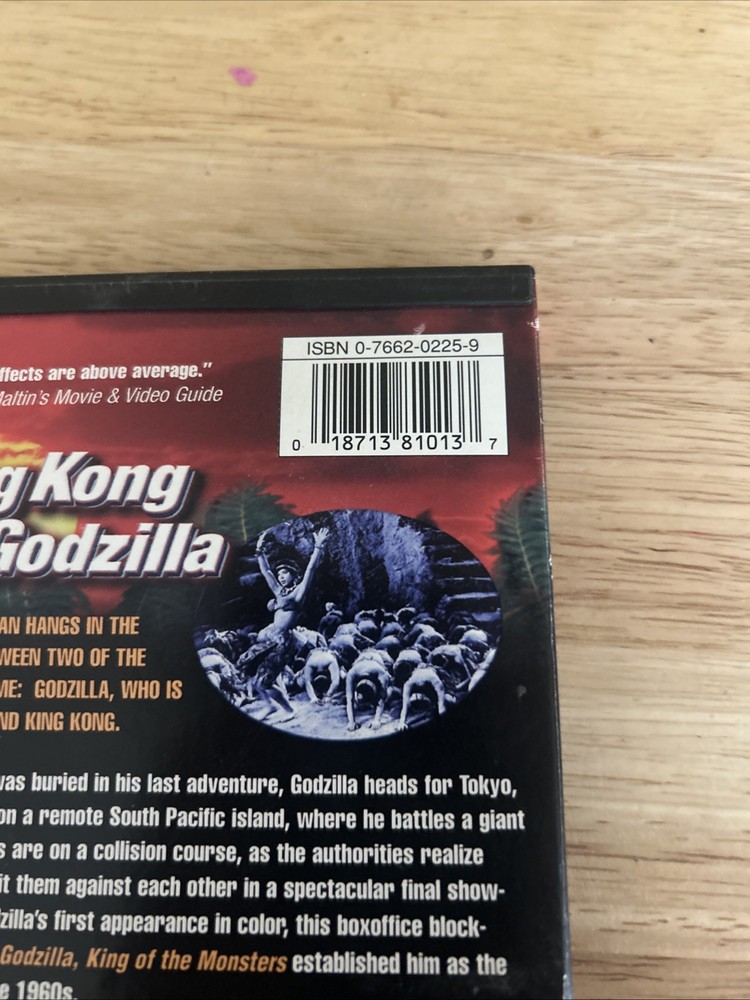 ffects are above average."
altin's Movie & Video Guide
ISBN 0-7662-0225-9
0 18713 81013 7
g Kong
Godzilla
AN HANGS IN THE
WEEN TWO OF THE
ME: GODZILLA, WHO IS
ND KING KONG.
was buried in his last adventure, Godzilla heads for Tokyo,
on a remote South Pacific island, where he battles a giant
s are on a collision course, as the authorities realize
it them against each other in a spectacular final show-
zilla's first appearance in color, this boxoffice block-
Godzilla, King of the Monsters established him as the
e 1960s.